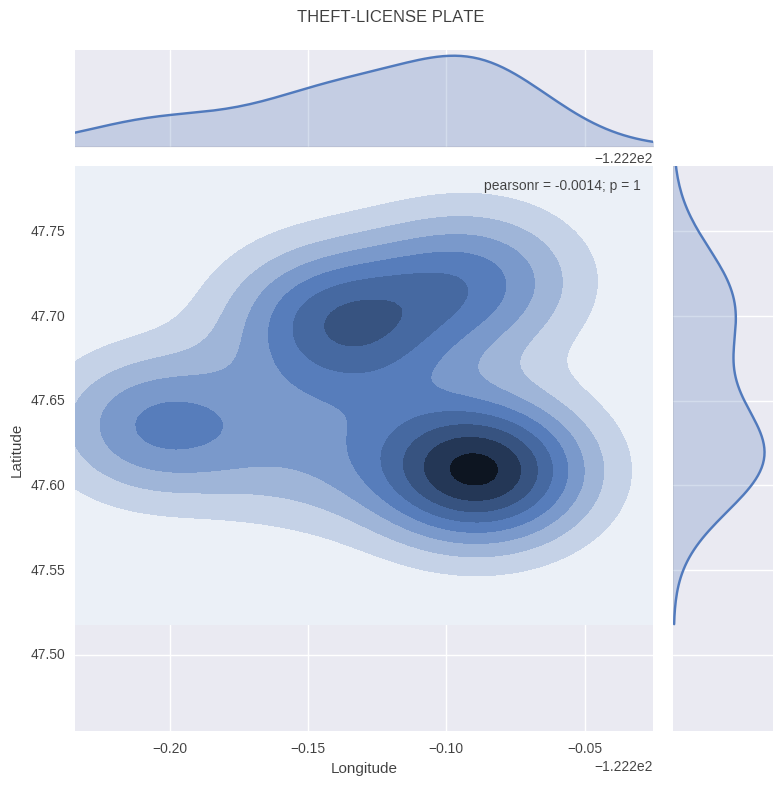 THEFT-LICENSE PLATE
−1.222e2
pearsonr = -0.0014; p = 1
47.75
47.70
47.65
47.60
47.55
47.50
Latitude
−0.20 −0.15 −0.10 −0.05
Longitude
−1.222e2